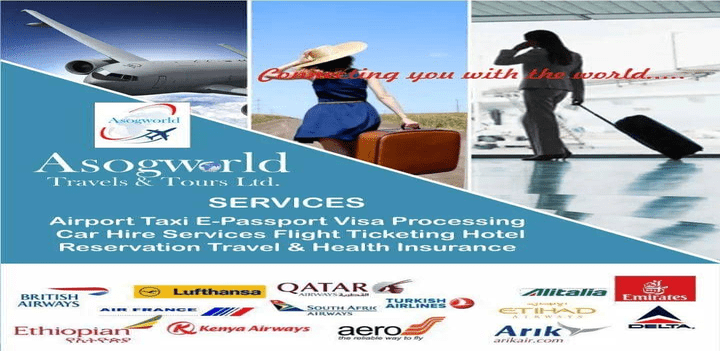 Connecting you with the world.....
Asogworld
Asogworld
Travels & Tours Ltd.
SERVICES
Airport Taxi E-Passport Visa Processing
Car Hire Services Flight Ticketing Hotel
Reservation Travel & Health Insurance
BRITISH AIRWAYS
Lufthansa
QATAR
AIRWAYS القطرية
Alitalia
Emirates
AIR FRANCE
SOUTH AFRICAN
AIRWAYS
TURKISH
AIRLINES
ETIHAD
AIRWAYS
DELTA
Ethiopian
የኢትዮጵያ
Kenya Airways
aero
the reliable way to fly
Arik
arikair.com